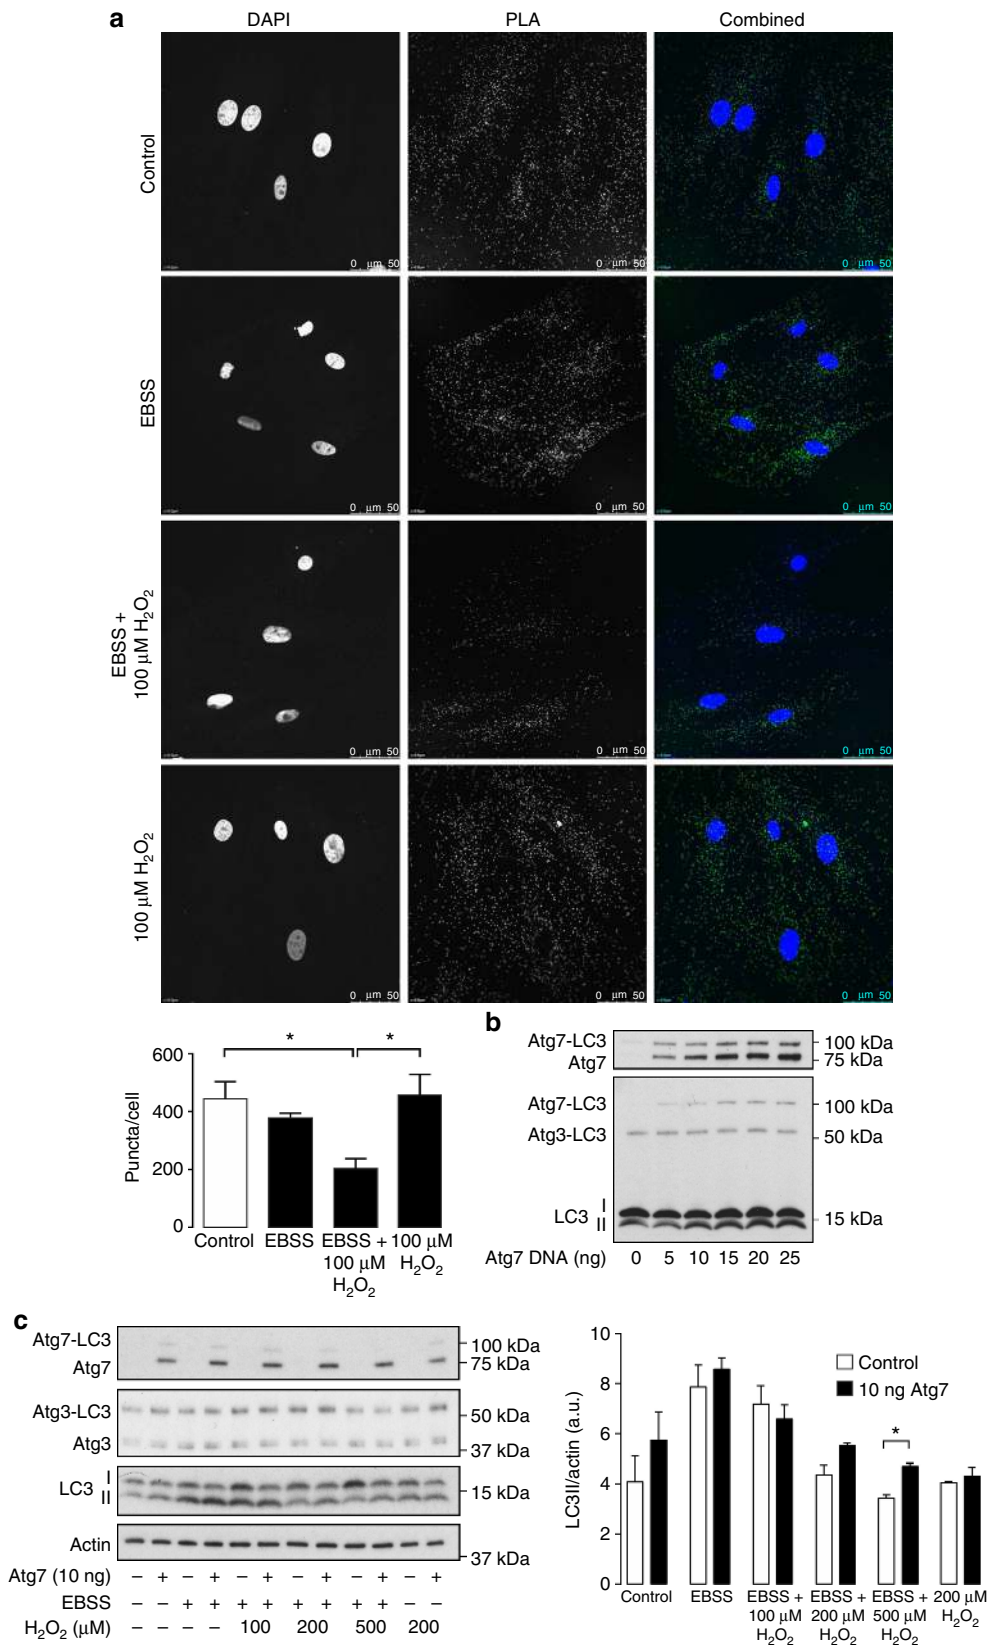 a
DAPI PLA Combined
Control
0 μm 50 0 μm 50 0 μm 50
EBSS
0 μm 50 0 μm 50 0 μm 50
EBSS +
100 μM H₂O₂
0 μm 50 0 μm 50 0 μm 50
100 μM H₂O₂
0 μm 50 0 μm 50 0 μm 50
Puncta/cell
600
400
200
0
* *
Control EBSS EBSS + 100 μM
100 μM H₂O₂
H₂O₂
b
Atg7-LC3 100 kDa
Atg7 75 kDa
Atg7-LC3 100 kDa
Atg3-LC3 50 kDa
LC3 I
II 15 kDa
Atg7 DNA (ng) 0 5 10 15 20 25
c
Atg7-LC3 100 kDa
Atg7 75 kDa
Atg3-LC3 50 kDa
Atg3 37 kDa
LC3 I
II 15 kDa
Actin
37 kDa
Atg7 (10 ng) – + – + – + – + – + – +
EBSS – – + + + + + + + + – –
H₂O₂ (μM) – – – – 100 200 500 200
LC3II/actin (a.u.)
10
8
6
4
2
0
Control
10 ng Atg7
*
Control EBSS EBSS + EBSS + EBSS + 200 μM
100 μM 200 μM 500 μM H₂O₂
H₂O₂ H₂O₂ H₂O₂